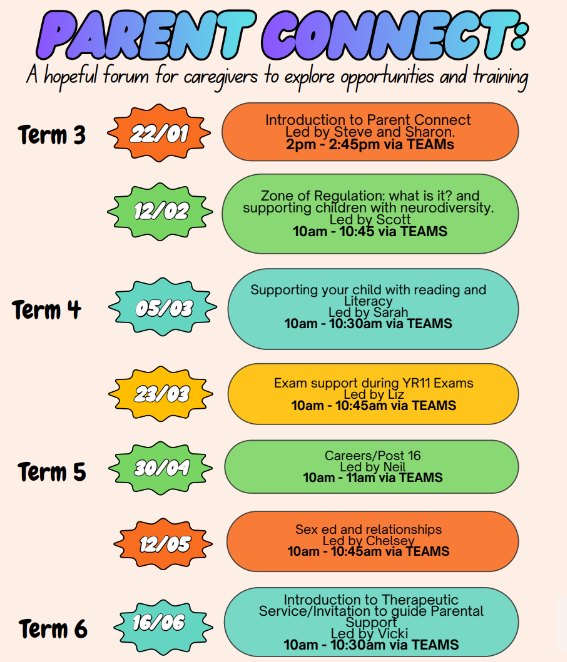 PARENT CONNECT:
A hopeful forum for caregivers to explore opportunities and training
Term 3
22/01
Introduction to Parent Connect
Led by Steve and Sharon.
2pm - 2:45pm via TEAMs
12/02
Zone of Regulation: what is it? and
supporting children with neurodiversity.
Led by Scott
10am - 10:45 via TEAMS
Term 4
05/03
Supporting your child with reading and
Literacy
Led by Sarah
10am - 10:30am via TEAMS
23/03
Exam support during YR11 Exams
Led by Liz
10am - 10:45am via TEAMS
Term 5
30/04
Careers/Post 16
Led by Neil
10am - 11am via TEAMS
12/05
Sex ed and relationships
Led by Chelsey
10am - 10:45am via TEAMS
Term 6
16/06
Introduction to Therapeutic
Service/Invitation to guide Parental
Support
Led by Vicki
10am - 10:30am via TEAMS